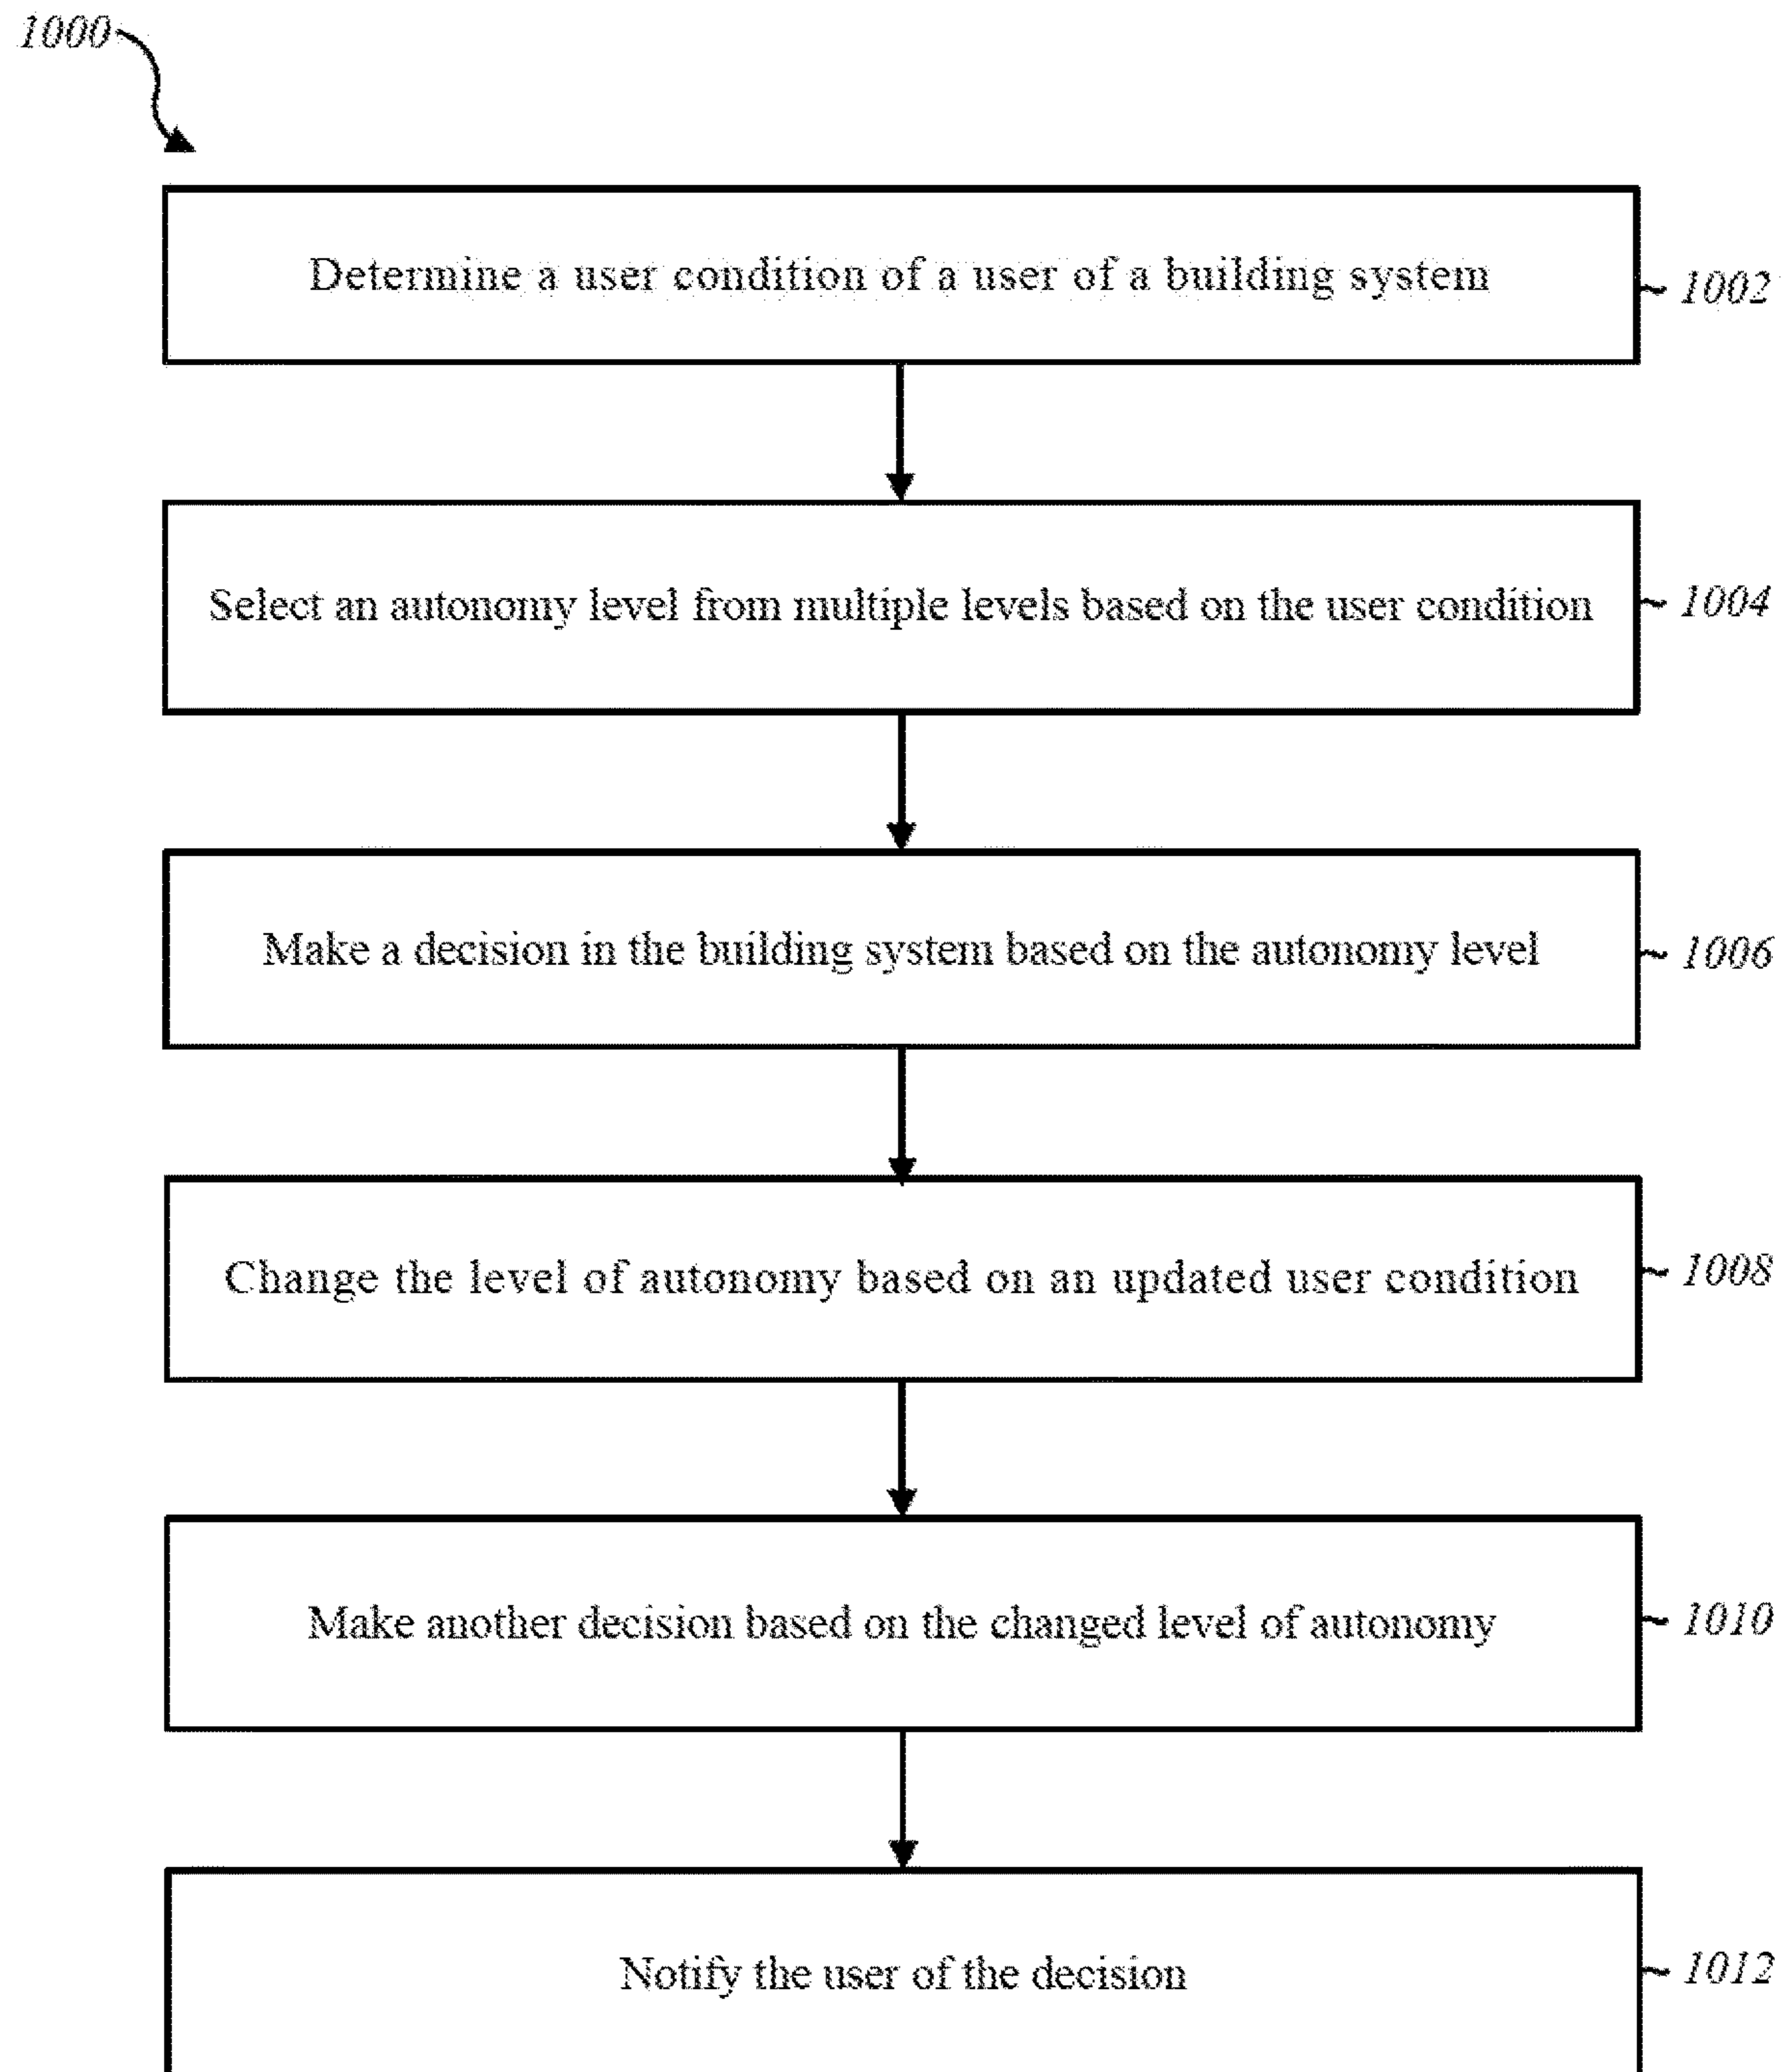 1000
Determine a user condition of a user of a building system
1002
Select an autonomy level from multiple levels based on the user condition
1004
Make a decision in the building system based on the autonomy level
1006
Change the level of autonomy based on an updated user condition
1008
Make another decision based on the changed level of autonomy
1010
Notify the user of the decision
1012